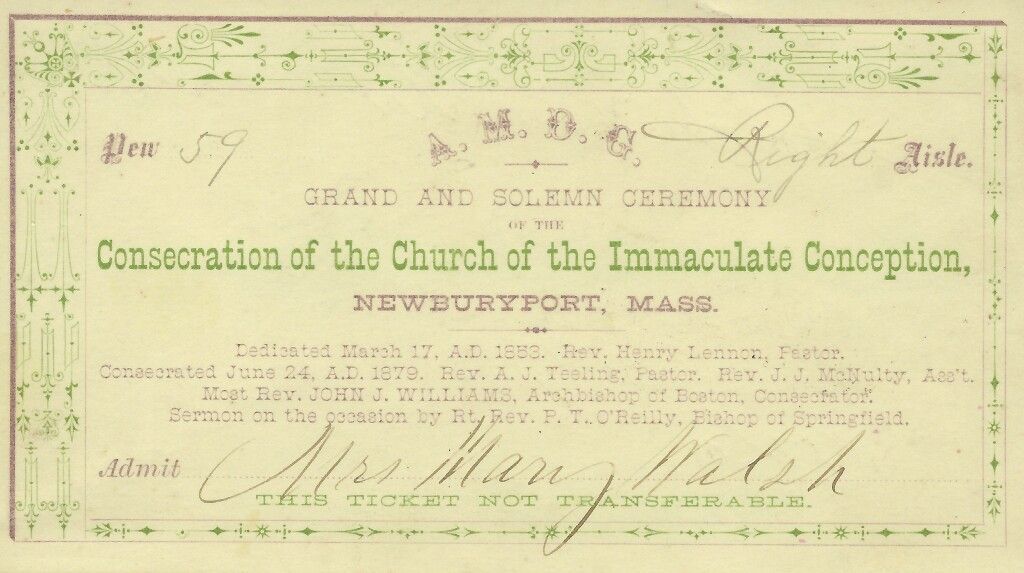 Pew 59 A. M. D. G. Right Aisle.
GRAND AND SOLEMN CEREMONY
OF THE
Consecration of the Church of the Immaculate Conception,
NEWBURYPORT, MASS.
Dedicated March 17, A.D. 1853. Rev. Henry Lennon, Pastor.
Consecrated June 24, A.D. 1879. Rev. A. J. Teeling, Pastor. Rev. J. J. McNulty, Ass't.
Most Rev. JOHN J. WILLIAMS, Archbishop of Boston, Consecrator.
Sermon on the occasion by Rt. Rev. P. T. O'Reilly, Bishop of Springfield.
Admit Mrs Mary Walsh
THIS TICKET NOT TRANSFERABLE.